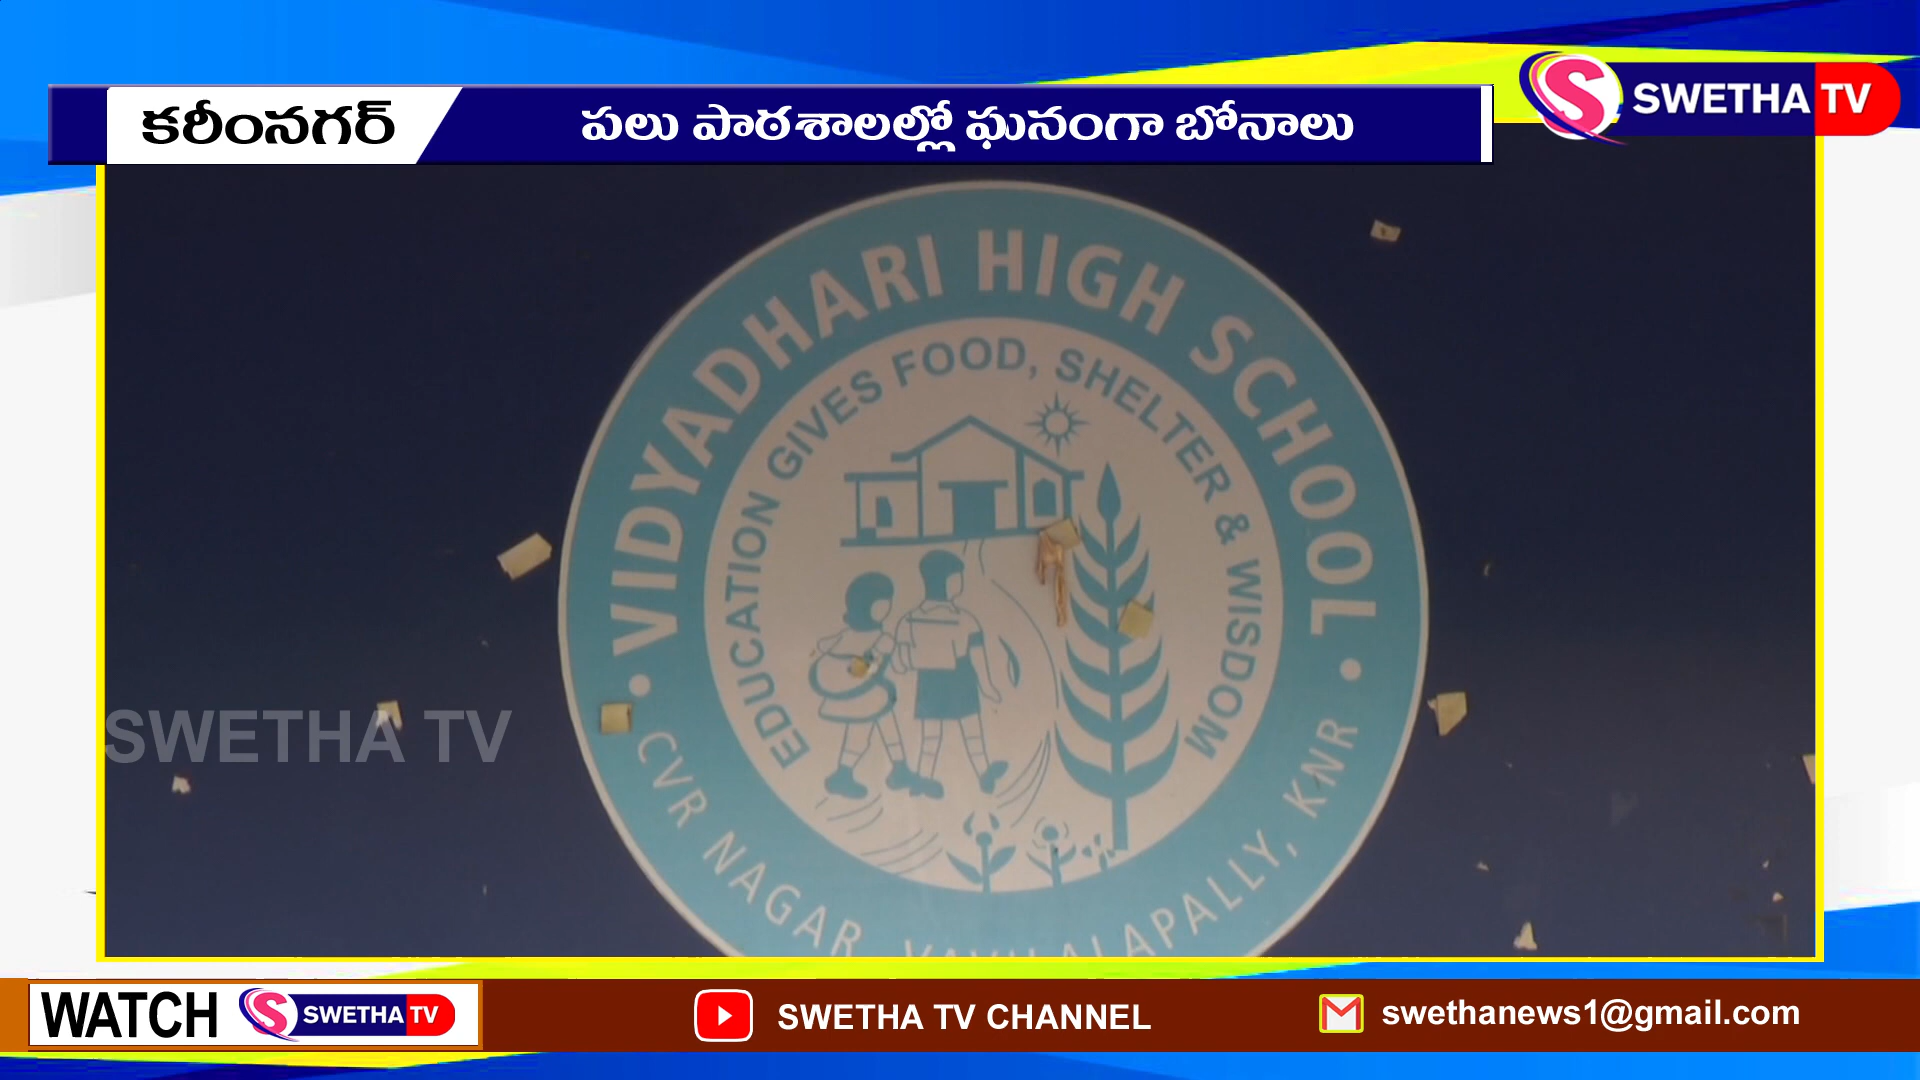 కరీంనగర్
పలు పాఠశాలల్లో ఘనంగా బోనాలు
S SWETHA TV
VIDYADHARI HIGH SCHOOL
EDUCATION GIVES FOOD, SHELTER & WISDOM
CVR NAGAR, VAVILALAPALLY, KNR
SWETHA TV
WATCH S SWETHA TV
SWETHA TV CHANNEL
swethanews1@gmail.com